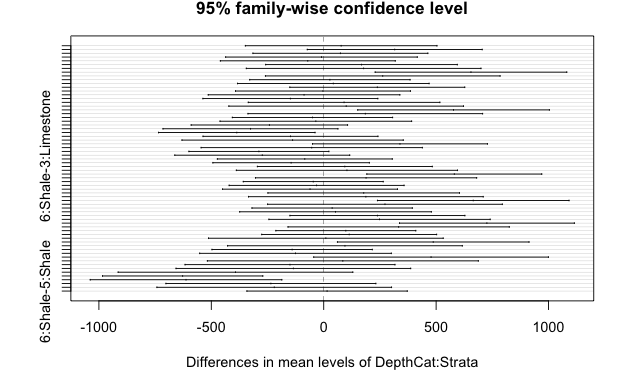 95% family-wise confidence level
6:Shale-3:Limestone
6:Shale-5:Shale
-1000 -500 0 500 1000
Differences in mean levels of DepthCat:Strata